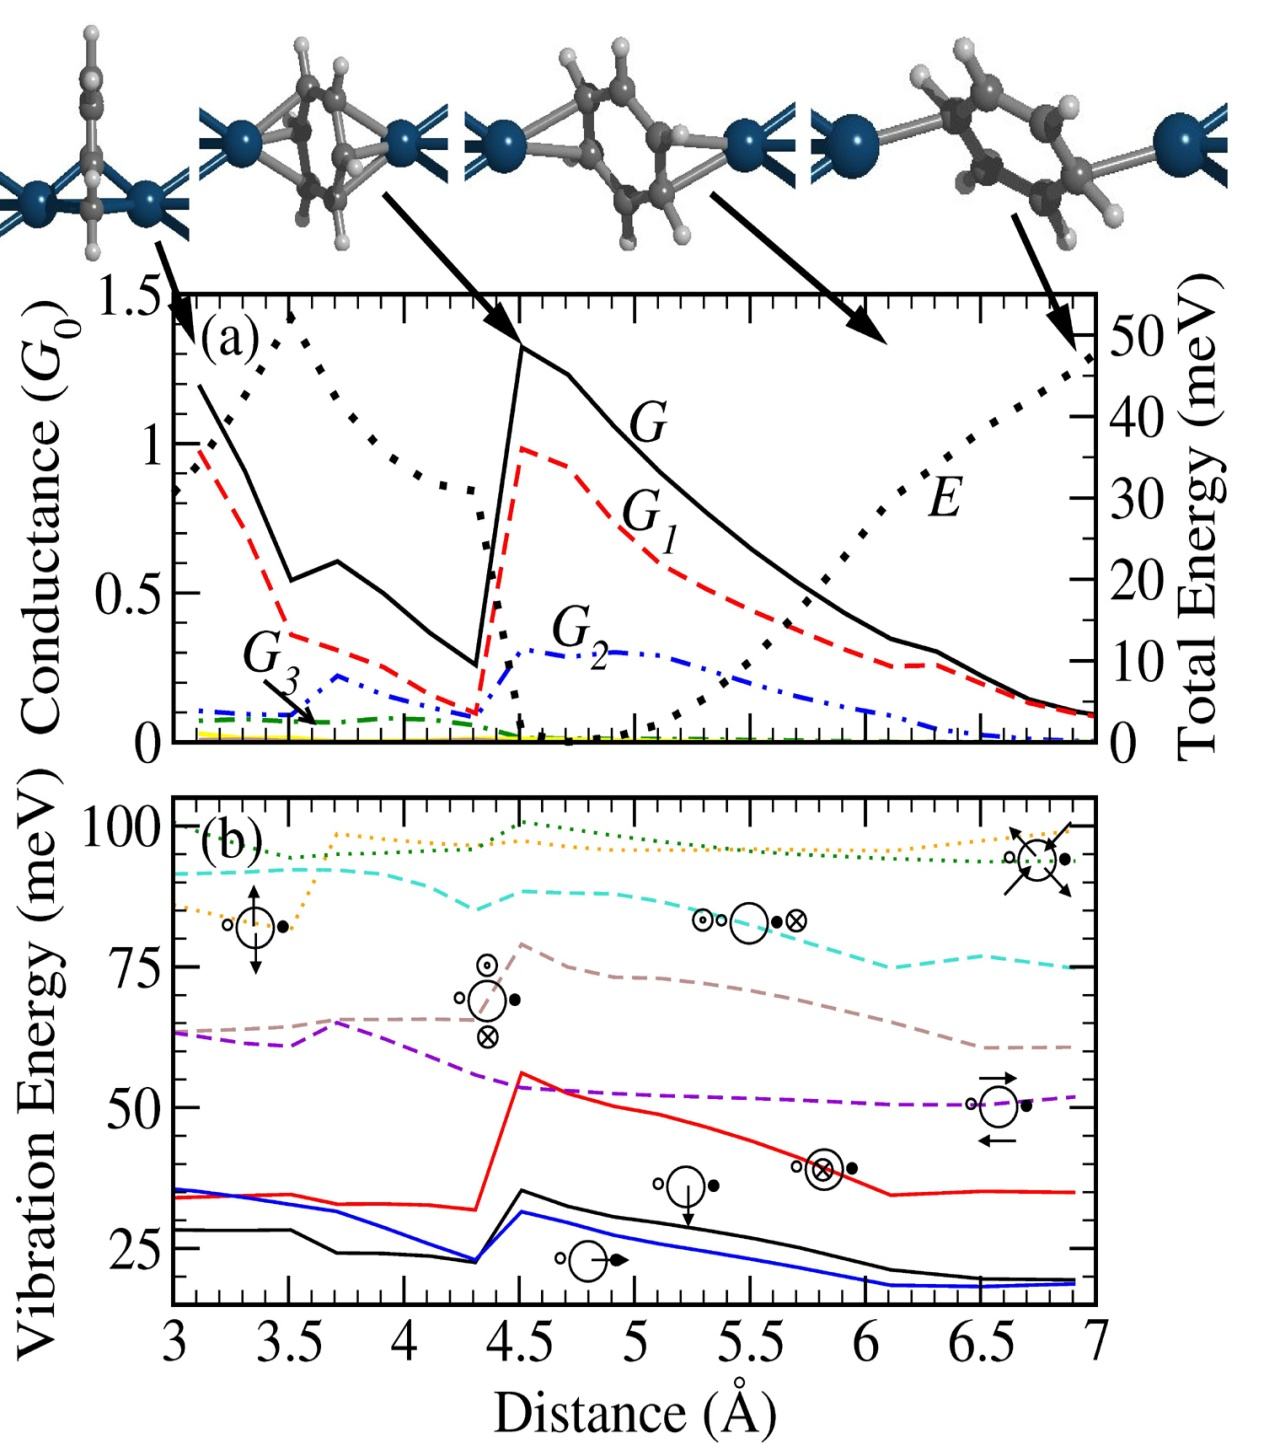 1.5
1
0.5
0
Conductance (G0)
(a)
G
G1
G2
G3
E
50
40
30
20
10
0
Total Energy (meV)
100
75
50
25
Vibration Energy (meV)
(b)
3 3.5 4 4.5 5 5.5 6 6.5 7
Distance (Å)